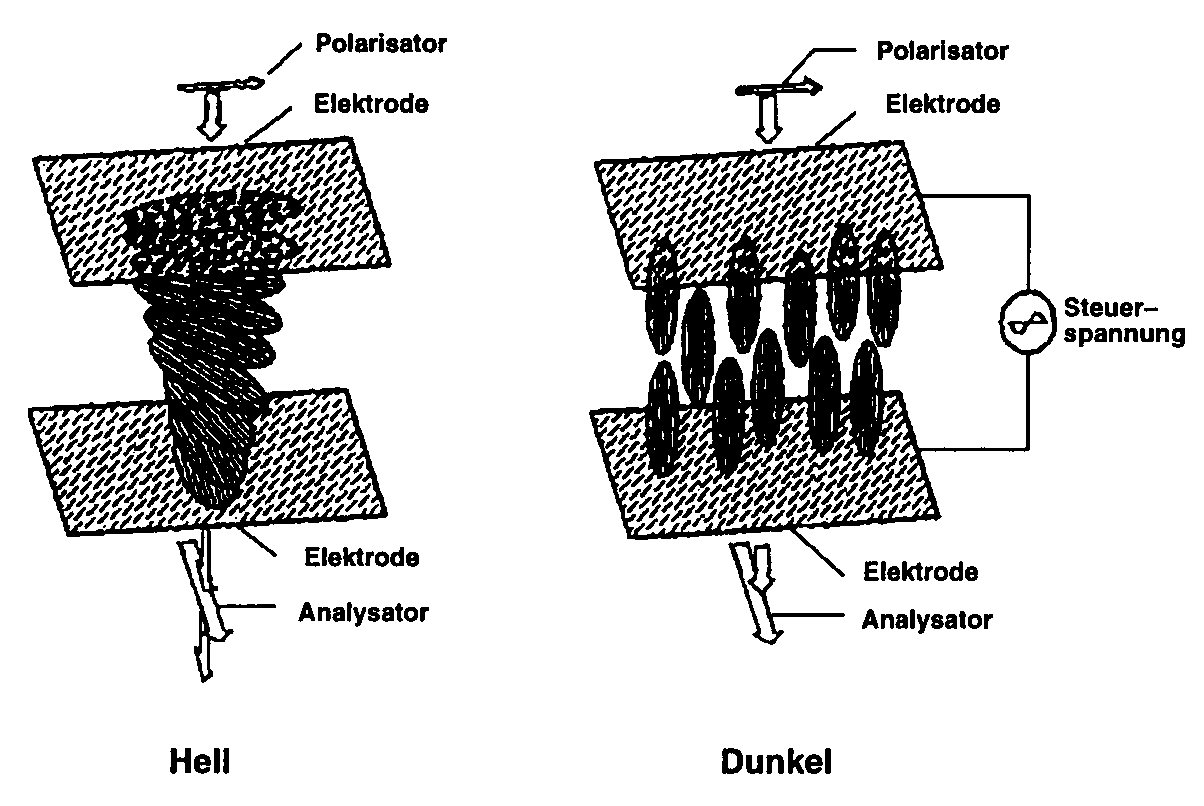 Polarisator
Elektrode
Elektrode
Analysator
Hell
Polarisator
Elektrode
Steuer–
spannung
Elektrode
Analysator
Dunkel